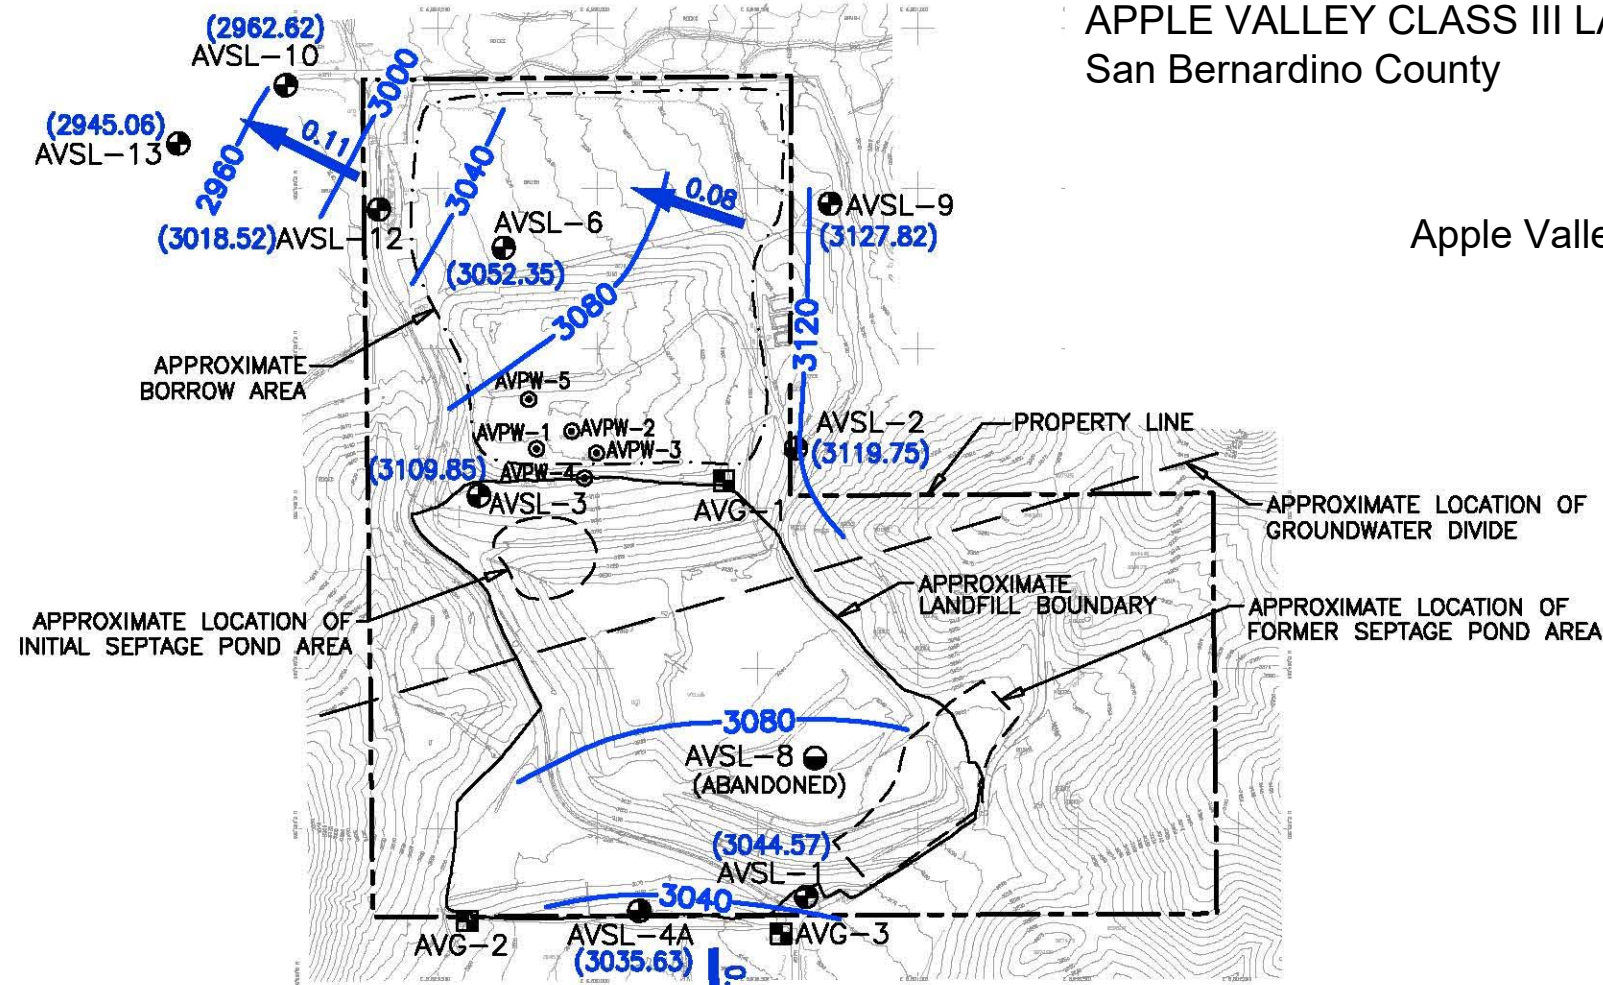 APPLE VALLEY CLASS III LA
San Bernardino County
Apple Valle
(2962.62)
AVSL-10
3000
(2945.06)
AVSL-13
0.11
2960
3040
0.08
AVSL-9
(3127.82)
(3018.52)
AVSL-12
AVSL-6
(3052.35)
3080
3120
APPROXIMATE
BORROW AREA
AVPW-5
AVPW-1
AVPW-2
AVPW-3
AVPW-4
AVSL-2
(3119.75)
PROPERTY LINE
(3109.85)
AVSL-3
AVG-1
APPROXIMATE LOCATION OF
GROUNDWATER DIVIDE
APPROXIMATE
LANDFILL BOUNDARY
APPROXIMATE LOCATION OF
FORMER SEPTAGE POND AREA
APPROXIMATE LOCATION OF
INITIAL SEPTAGE POND AREA
3080
AVSL-8
(ABANDONED)
(3044.57)
AVSL-1
3040
AVG-2
AVSL-4A
(3035.63)
AVG-3